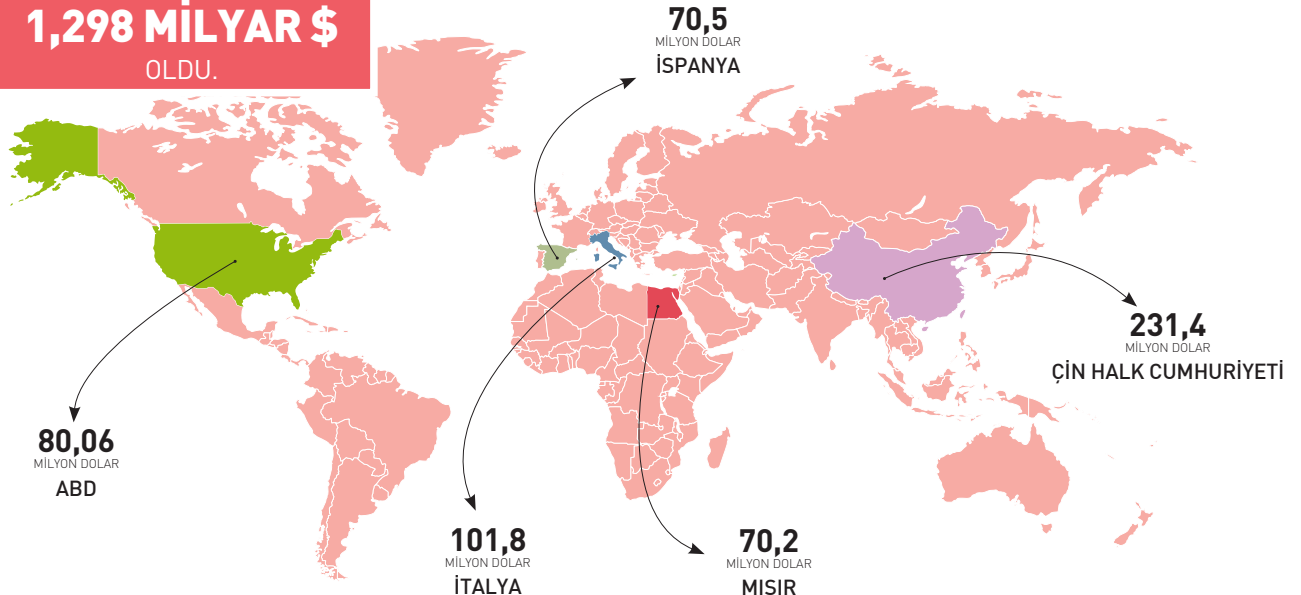 1,298 MİLYAR $
OLDU.
70,5
MİLYON DOLAR
İSPANYA
231,4
MİLYON DOLAR
ÇİN HALK CUMHURİYETİ
80,06
MİLYON DOLAR
ABD
101,8
MİLYON DOLAR
İTALYA
70,2
MİLYON DOLAR
MISIR